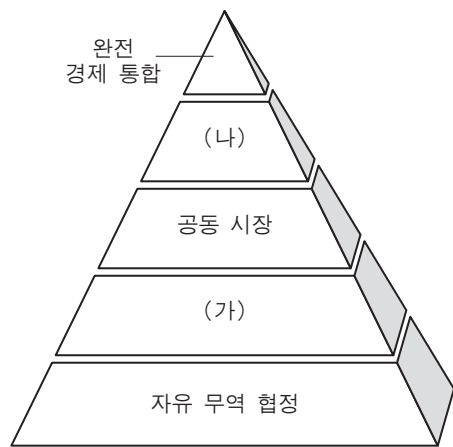 완전
경제 통합
(나)
공동 시장
(가)
자유 무역 협정